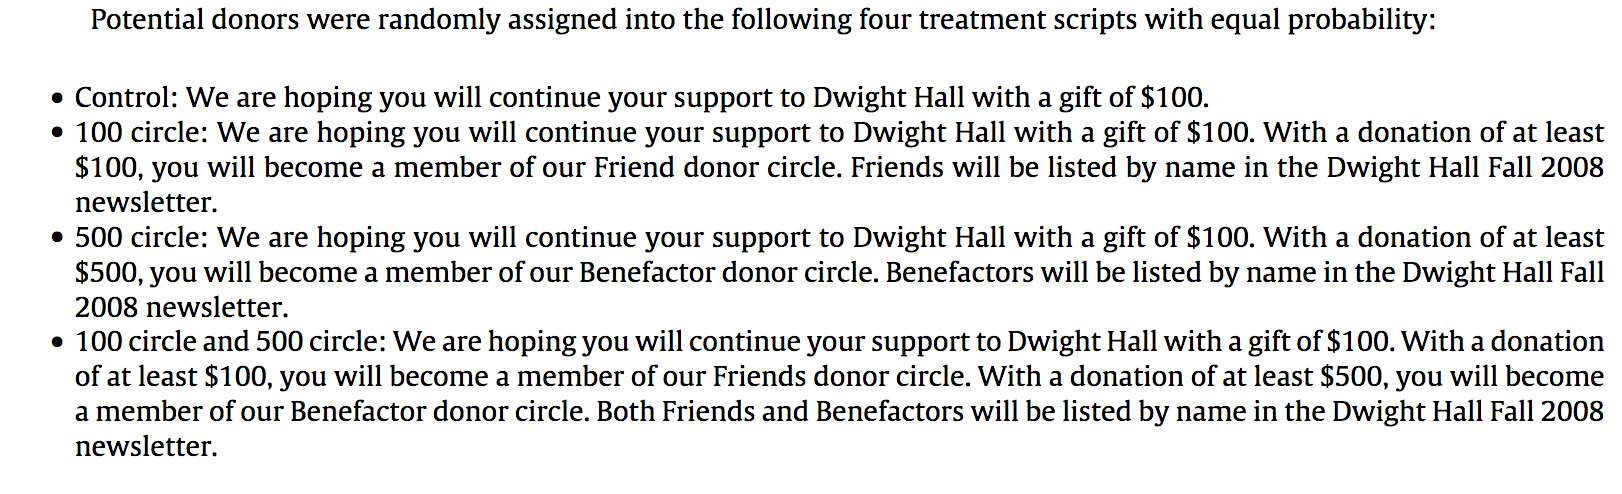 Potential donors were randomly assigned into the following four treatment scripts with equal probability:
• Control: We are hoping you will continue your support to Dwight Hall with a gift of $100.
• 100 circle: We are hoping you will continue your support to Dwight Hall with a gift of $100. With a donation of at least
$100, you will become a member of our Friend donor circle. Friends will be listed by name in the Dwight Hall Fall 2008
newsletter.
• 500 circle: We are hoping you will continue your support to Dwight Hall with a gift of $100. With a donation of at least
$500, you will become a member of our Benefactor donor circle. Benefactors will be listed by name in the Dwight Hall Fall
2008 newsletter.
• 100 circle and 500 circle: We are hoping you will continue your support to Dwight Hall with a gift of $100. With a donation
of at least $100, you will become a member of our Friends donor circle. With a donation of at least $500, you will become
a member of our Benefactor donor circle. Both Friends and Benefactors will be listed by name in the Dwight Hall Fall 2008
newsletter.